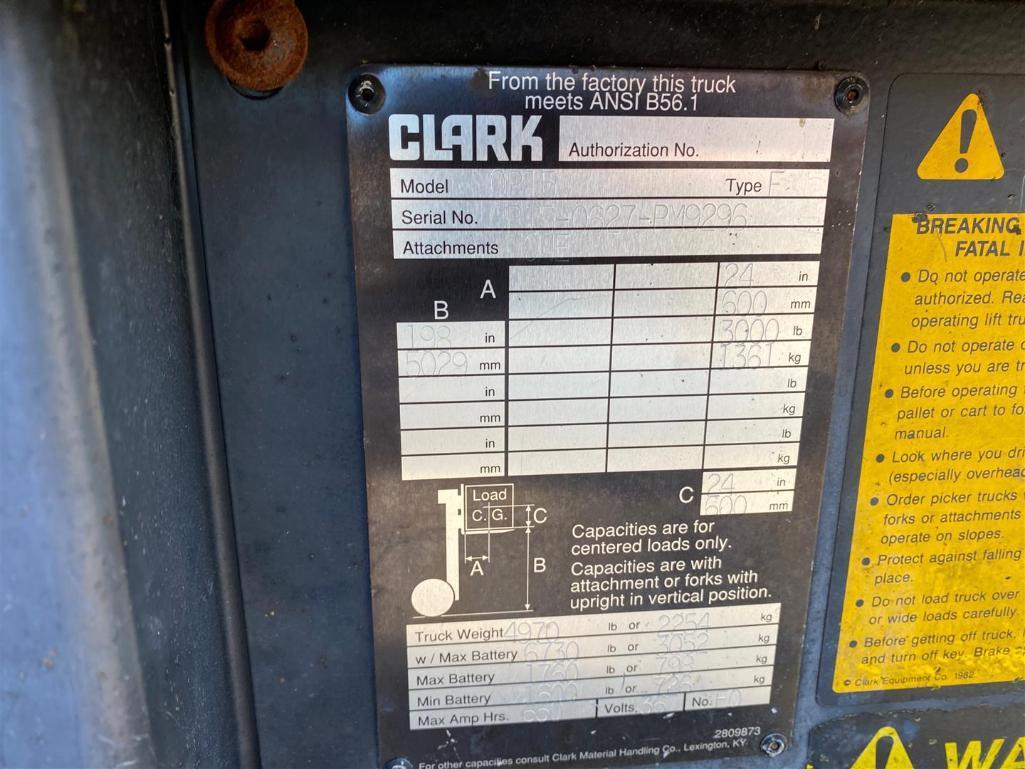 From the factory this truck
meets ANSI B56.1
CLARK
Authorization No.
Model OP15 Type
Serial No. -0627-PM9296
Attachments
A
B
24 in
600 mm
198 in 3000 lb
5029 mm 1361 kg
in lb
mm kg
in lb
mm kg
C 24 in
600 mm
Load
C. G.
C
A
B
Capacities are for
centered loads only.
Capacities are with
attachment or forks with
upright in vertical position.
Truck Weight 4970 lb or 2254 kg
w / Max Battery 6730 lb or 3052 kg
Max Battery 1760 lb or 798 kg
Min Battery 1600 lb or 726 kg
Max Amp Hrs. Volts. 36 No.
2809873
For other capacities consult Clark Material Handling Co., Lexington, KY
BREAKING
FATAL
● Do not operate
authorized.
operating lift
● Do not operate
unless you are
● Before operating
pallet or cart to
manual.
● Look where you
(especially
● Order picker trucks
forks or attachments
operate on slopes.
● Protect against falling
place.
● Do not load truck over
or wide loads carefully.
● Before getting off truck,
and turn off key. Brake
© Clark Equipment Co. 1982